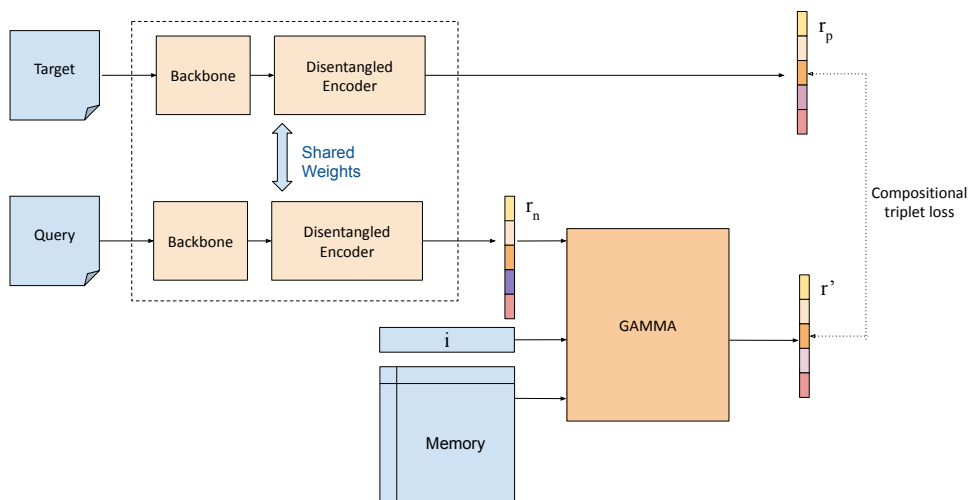 Target
Backbone
Disentangled
Encoder
r_p
Shared
Weights
Compositional
triplet loss
Query
Backbone
Disentangled
Encoder
r_n
GAMMA
r’
i
Memory